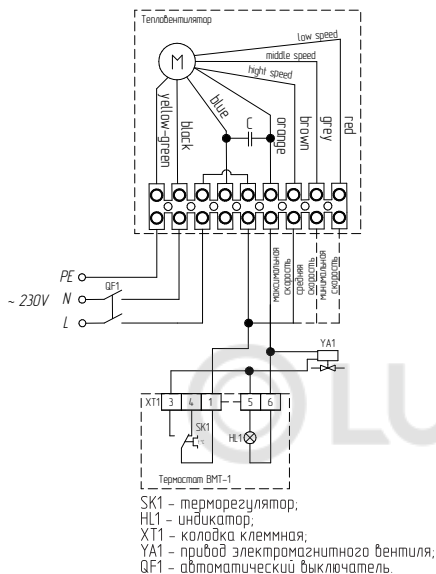 Тепловентилятор
low speed
middle speed
hight speed
M
yellow-green
black
blue
C
orange
brown
grey
red
PE
QF1
~ 230V
N
L
максимальная
скорость
средняя
скорость
минимальная
скорость
YA1
XT1
3
4
1
5
6
SK1
HL1
Термостат ВМТ-1
LU
SK1 - терморегулятор;
HL1 - индикатор;
XT1 - колодка клеммная;
YA1 - привод электромагнитного вентиля;
QF1 - автоматический выключатель.